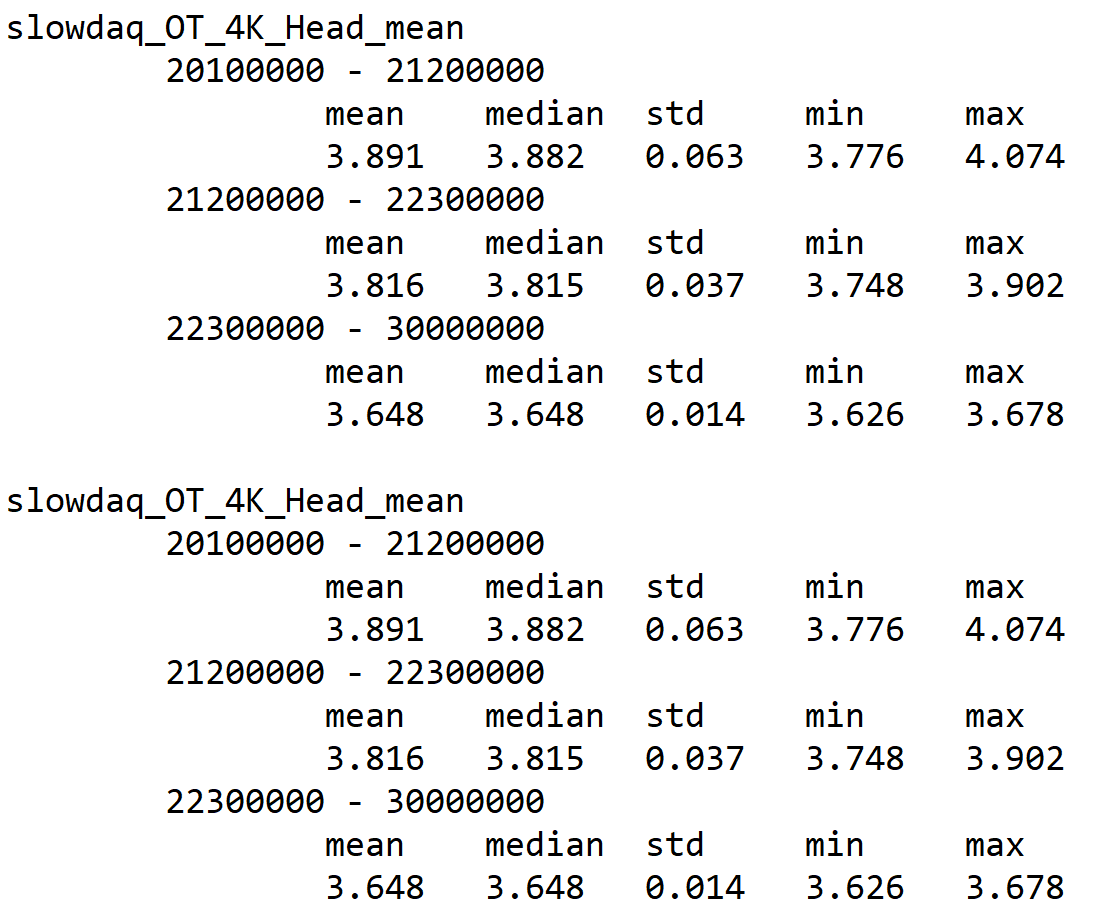 slowdaq_OT_4K_Head_mean
20100000 - 21200000
mean median std min max
3.891 3.882 0.063 3.776 4.074
21200000 - 22300000
mean median std min max
3.816 3.815 0.037 3.748 3.902
22300000 - 30000000
mean median std min max
3.648 3.648 0.014 3.626 3.678
slowdaq_OT_4K_Head_mean
20100000 - 21200000
mean median std min max
3.891 3.882 0.063 3.776 4.074
21200000 - 22300000
mean median std min max
3.816 3.815 0.037 3.748 3.902
22300000 - 30000000
mean median std min max
3.648 3.648 0.014 3.626 3.678